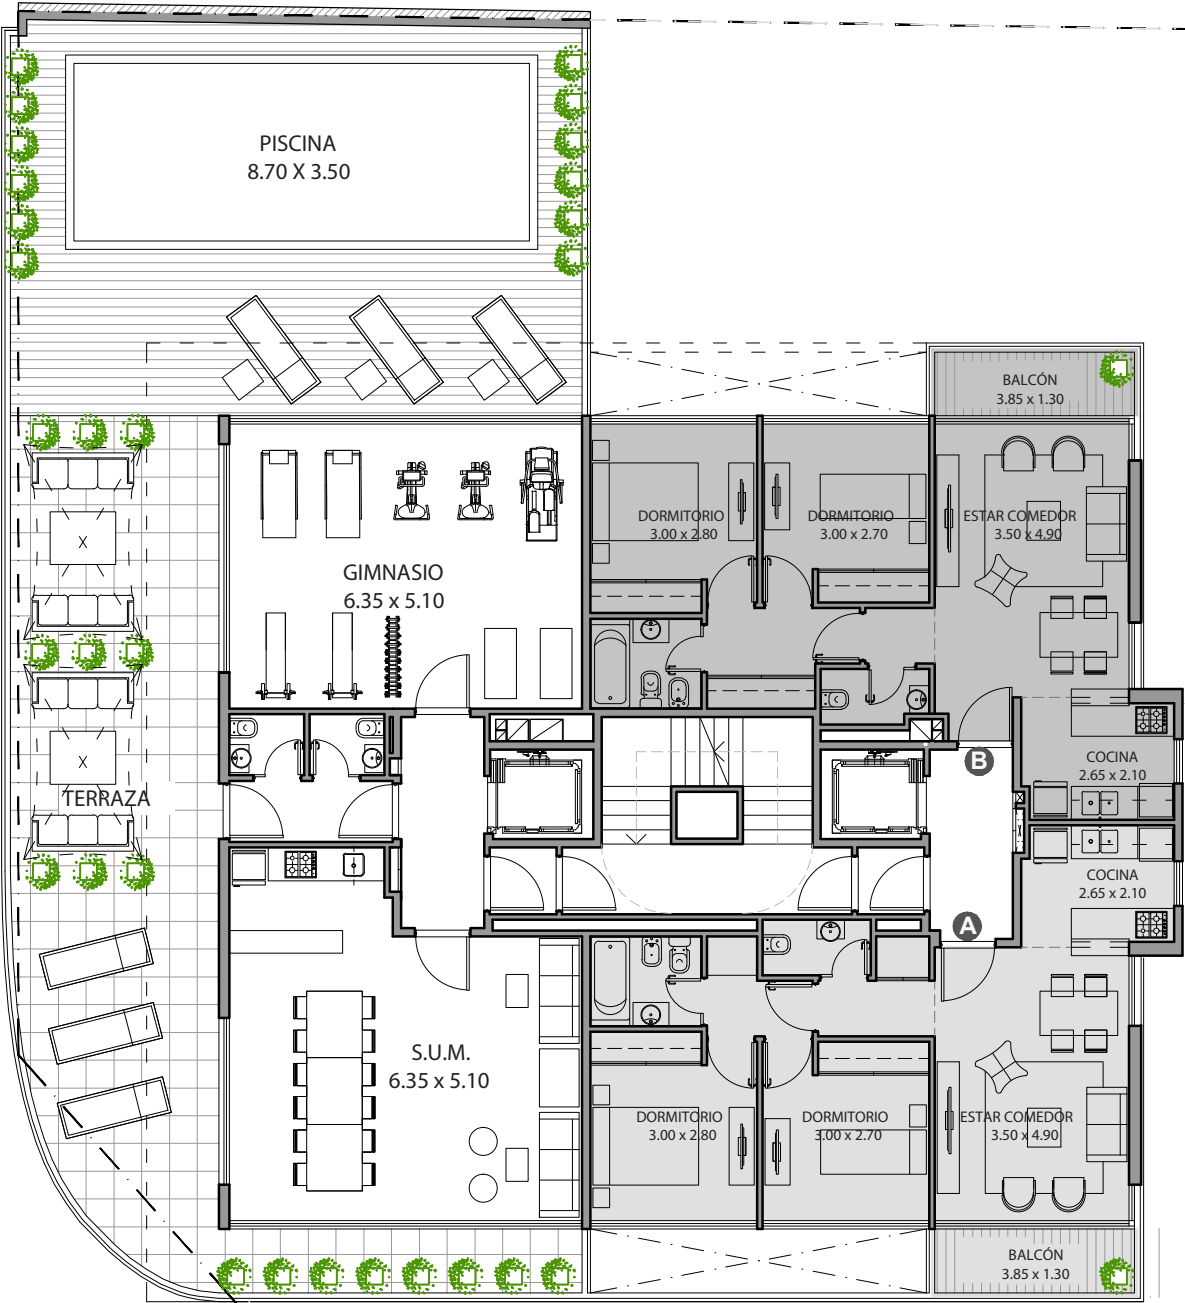 PISCINA
8.70 X 3.50
BALCÓN
3.85 x 1.30
DORMITORIO
3.00 x 2.80
DORMITORIO
3.00 x 2.70
ESTAR COMEDOR
3.50 x 4.90
GIMNASIO
6.35 x 5.10
X
X
TERRAZA
B
COCINA
2.65 x 2.10
COCINA
2.65 x 2.10
A
S.U.M.
6.35 x 5.10
DORMITORIO
3.00 x 2.80
DORMITORIO
3.00 x 2.70
ESTAR COMEDOR
3.50 x 4.90
BALCÓN
3.85 x 1.30